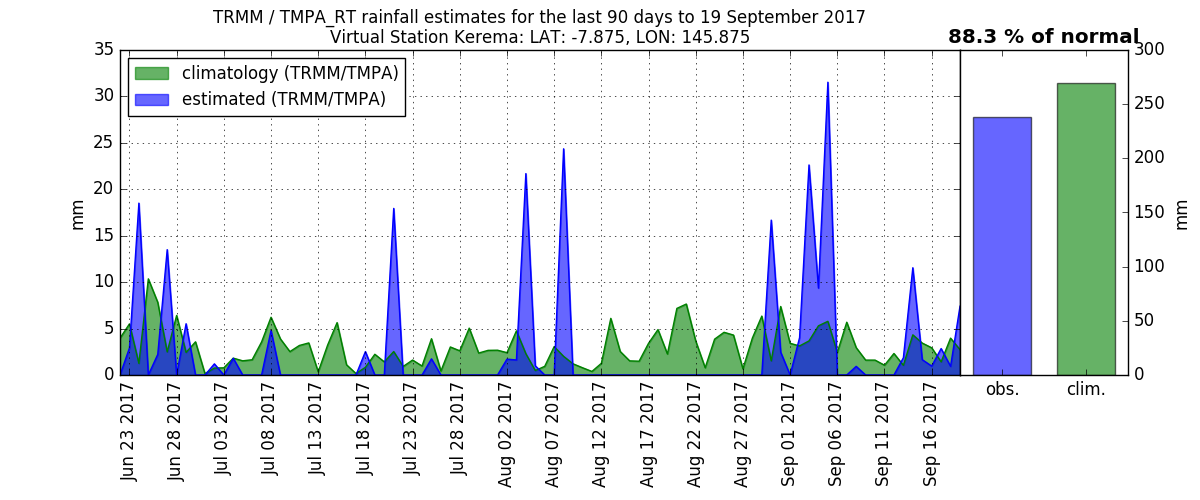 TRMM / TMPA_RT rainfall estimates for the last 90 days to 19 September 2017
Virtual Station Kerema: LAT: -7.875, LON: 145.875
88.3 % of normal
climatology (TRMM/TMPA)
estimated (TRMM/TMPA)
35
30
25
20
15
10
5
0
mm
Jun 23 2017
Jun 28 2017
Jul 03 2017
Jul 08 2017
Jul 13 2017
Jul 18 2017
Jul 23 2017
Jul 28 2017
Aug 02 2017
Aug 07 2017
Aug 12 2017
Aug 17 2017
Aug 22 2017
Aug 27 2017
Sep 01 2017
Sep 06 2017
Sep 11 2017
Sep 16 2017
obs.
clim.
300
250
200
150
100
50
0
mm